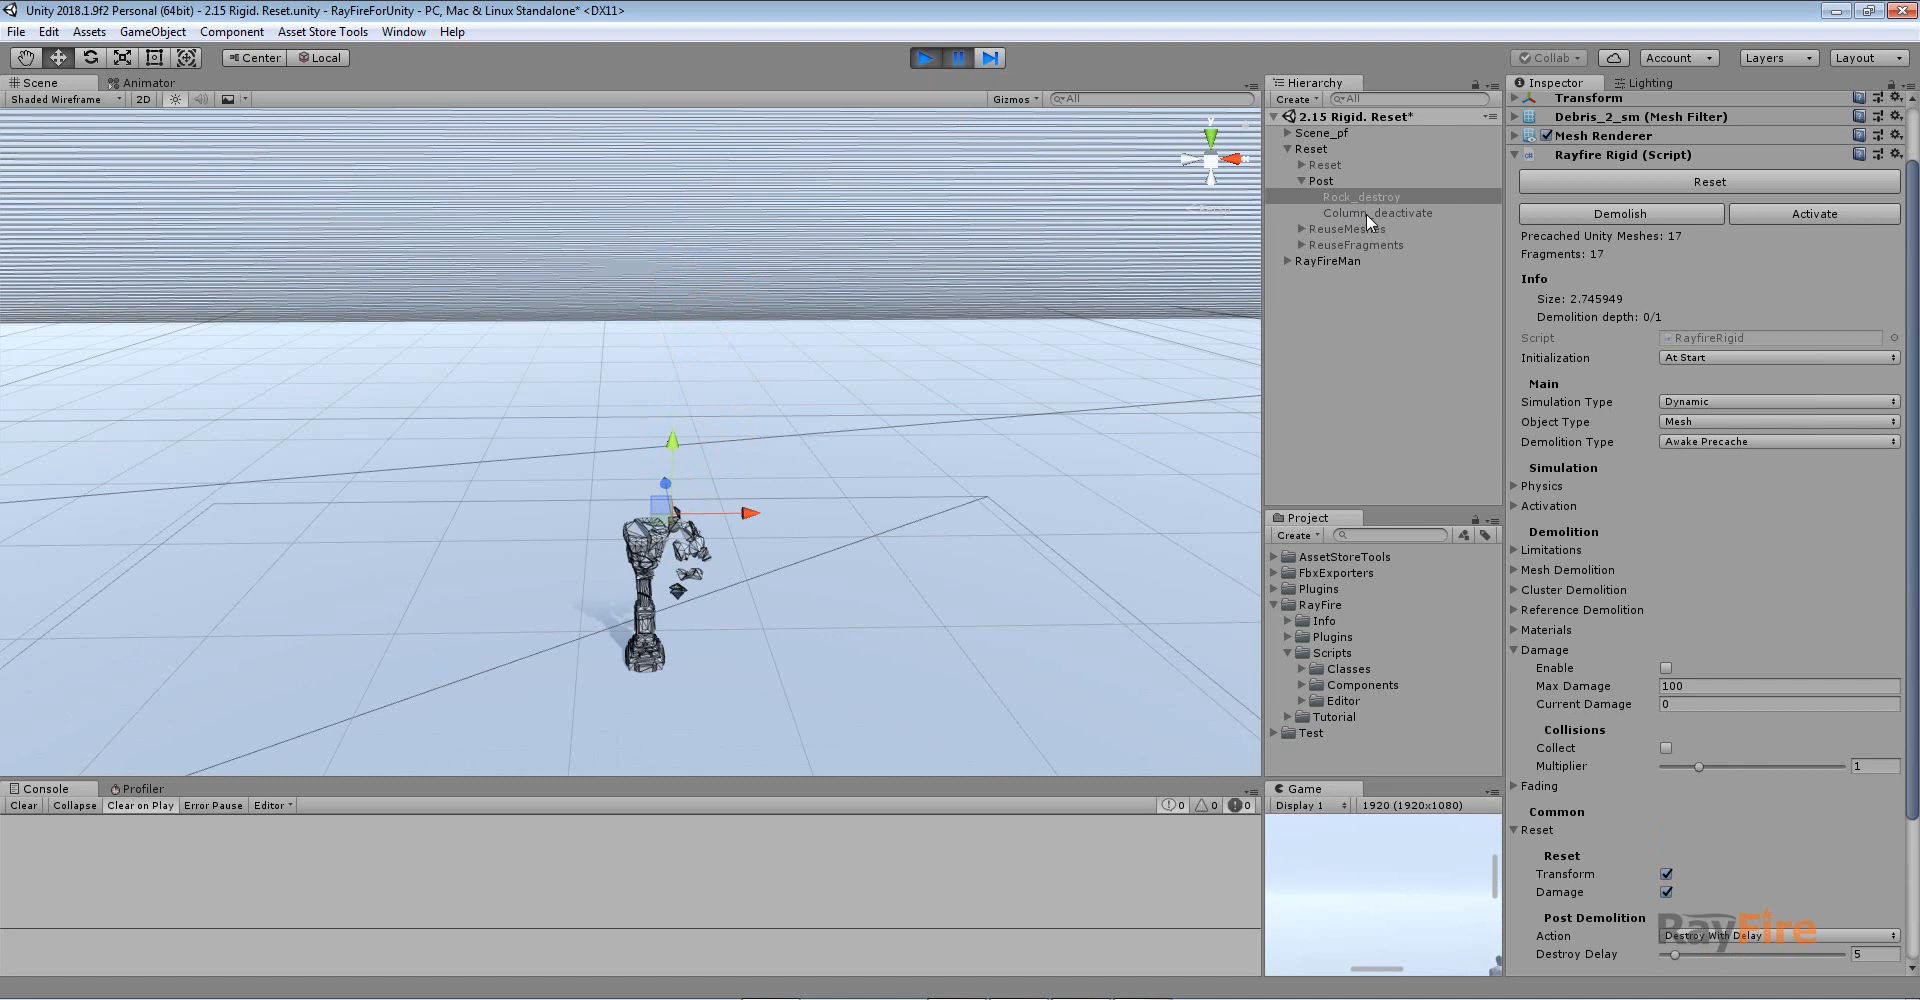 Unity 2018.1.9f2 Personal (64bit) - 2.15 Rigid. Reset.unity - RayFireForUnity - PC, Mac & Linux Standalone* <DX11>
File Edit Assets GameObject Component Asset Store Tools Window Help
Center Local
Collab Account Layers Layout
Scene Animator
Shaded Wireframe 2D Gizmos All
y
x
Hierarchy
Create All
2.15 Rigid. Reset*
Scene_pf
Reset
Reset
Post
Rock_destroy
Column_deactivate
ReuseMeshes
ReuseFragments
RayFireMan
Project
Create
AssetStoreTools
FbxExporters
Plugins
RayFire
Info
Plugins
Scripts
Classes
Components
Editor
Tutorial
Test
Inspector Lighting
Transform
Debris_2_sm (Mesh Filter)
Mesh Renderer
Rayfire Rigid (Script)
Reset
Demolish Activate
Precached Unity Meshes: 17
Fragments: 17
Info
Size: 2.745949
Demolition depth: 0/1
Script RayfireRigid
Initialization At Start
Main
Simulation Type Dynamic
Object Type Mesh
Demolition Type Awake Precache
Simulation
Physics
Activation
Demolition
Limitations
Mesh Demolition
Cluster Demolition
Reference Demolition
Materials
Damage
Enable
Max Damage 100
Current Damage 0
Collisions
Collect
Multiplier 1
Fading
Common
Reset
Reset
Transform
Damage
Post Demolition
Action Destroy With Delay
Destroy Delay 5
RayFire
Console Profiler
Clear Collapse Clear on Play Error Pause Editor 0 0 0
Game
Display 1 1920 (1920x1080)